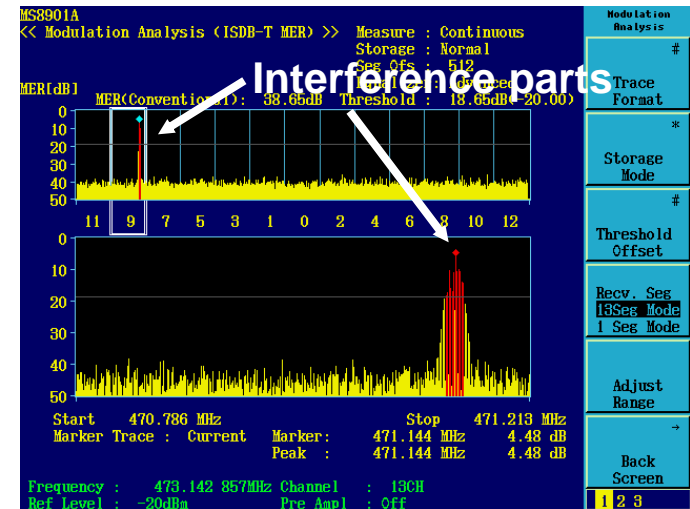 MS8901A
<< Modulation Analysis (ISDB-T MER) >> Measure : Continuous
Storage : Normal
Seg Ofs : 512
Interference parts
MER[dB]
MER(Conventional): 38.65dB Threshold : 18.65dB(-20.00)
0
10
20
30
40
50
11 9 7 5 3 1 0 2 4 6 8 10 12
0
10
20
30
40
50
Start 470.786 MHz Stop 471.213 MHz
Marker Trace : Current Marker: 471.144 MHz 4.48 dB
Peak : 471.144 MHz 4.48 dB
Frequency : 473.142 857MHz Channel : 13CH
Ref Level : -20dBm Pre Ampl : Off
Modulation
Analysis
#
Trace
Format
*
Storage
Mode
#
Threshold
Offset
Recv. Seg
13Seg Mode
1 Seg Mode
Adjust
Range
→
Back
Screen
1 2 3